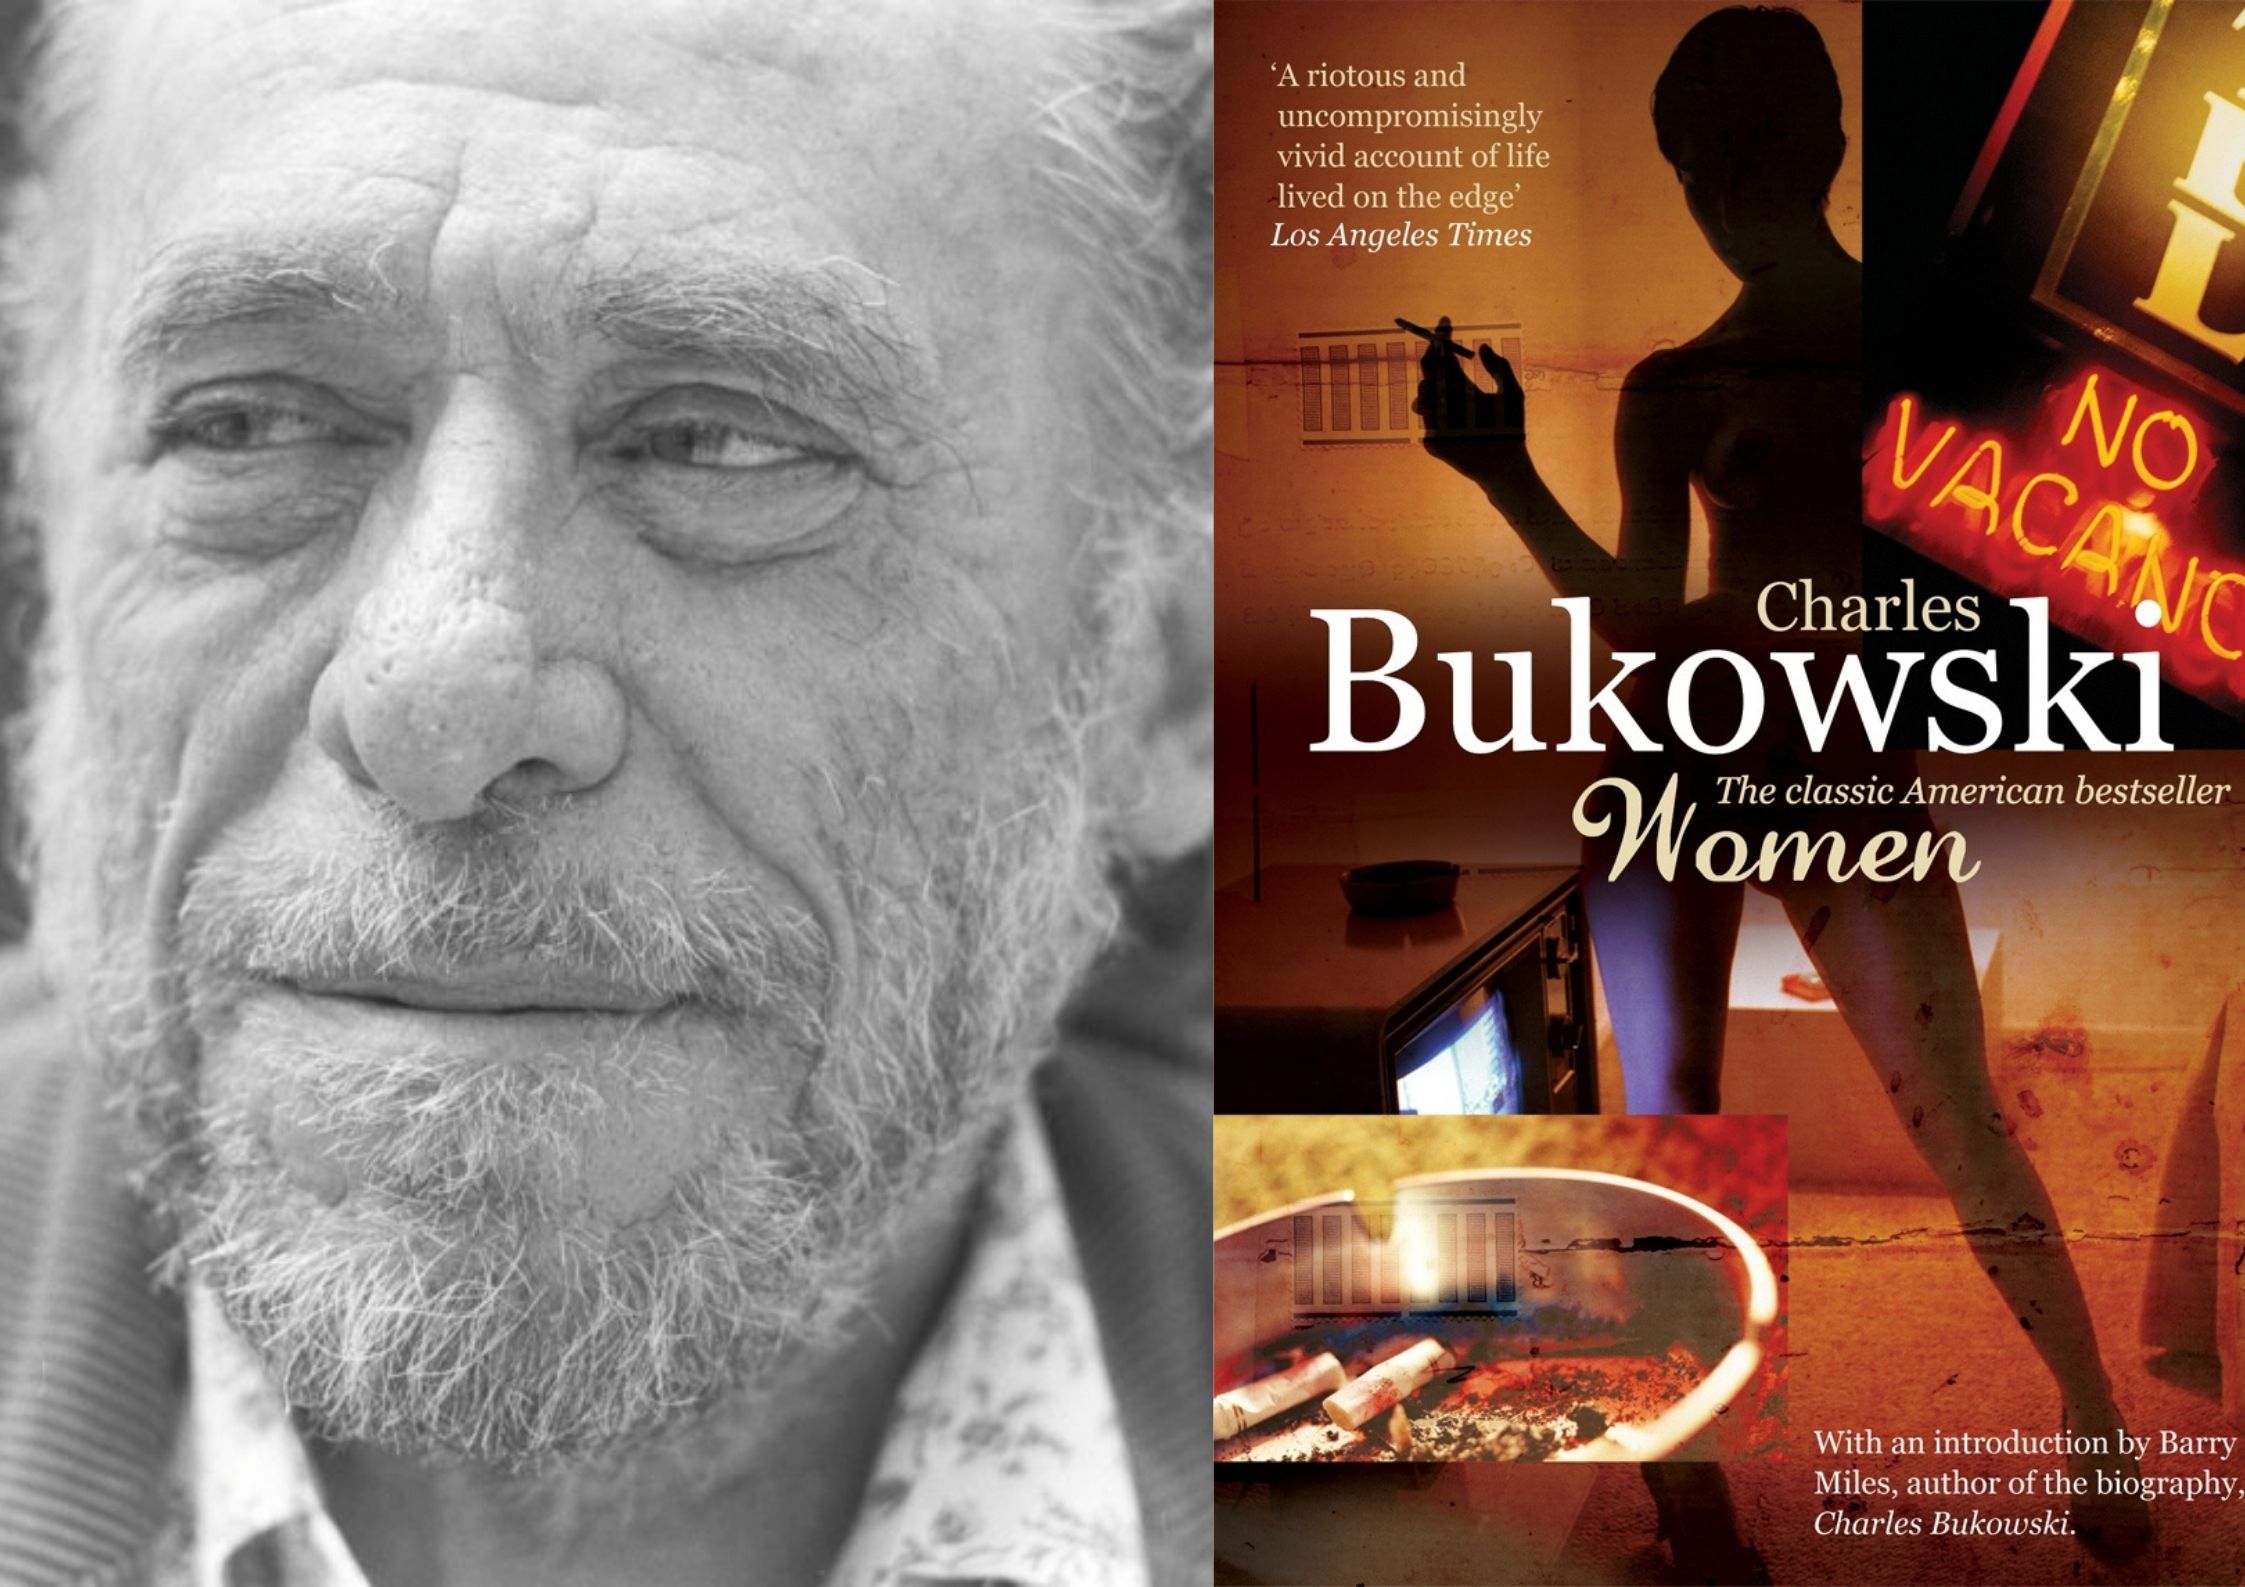 ‘A riotous and
uncompromisingly
vivid account of life
lived on the edge’
Los Angeles Times
NO
VACANC
Charles
Bukowski
The classic American bestseller
Women
With an introduction by Barry
Miles, author of the biography,
Charles Bukowski.